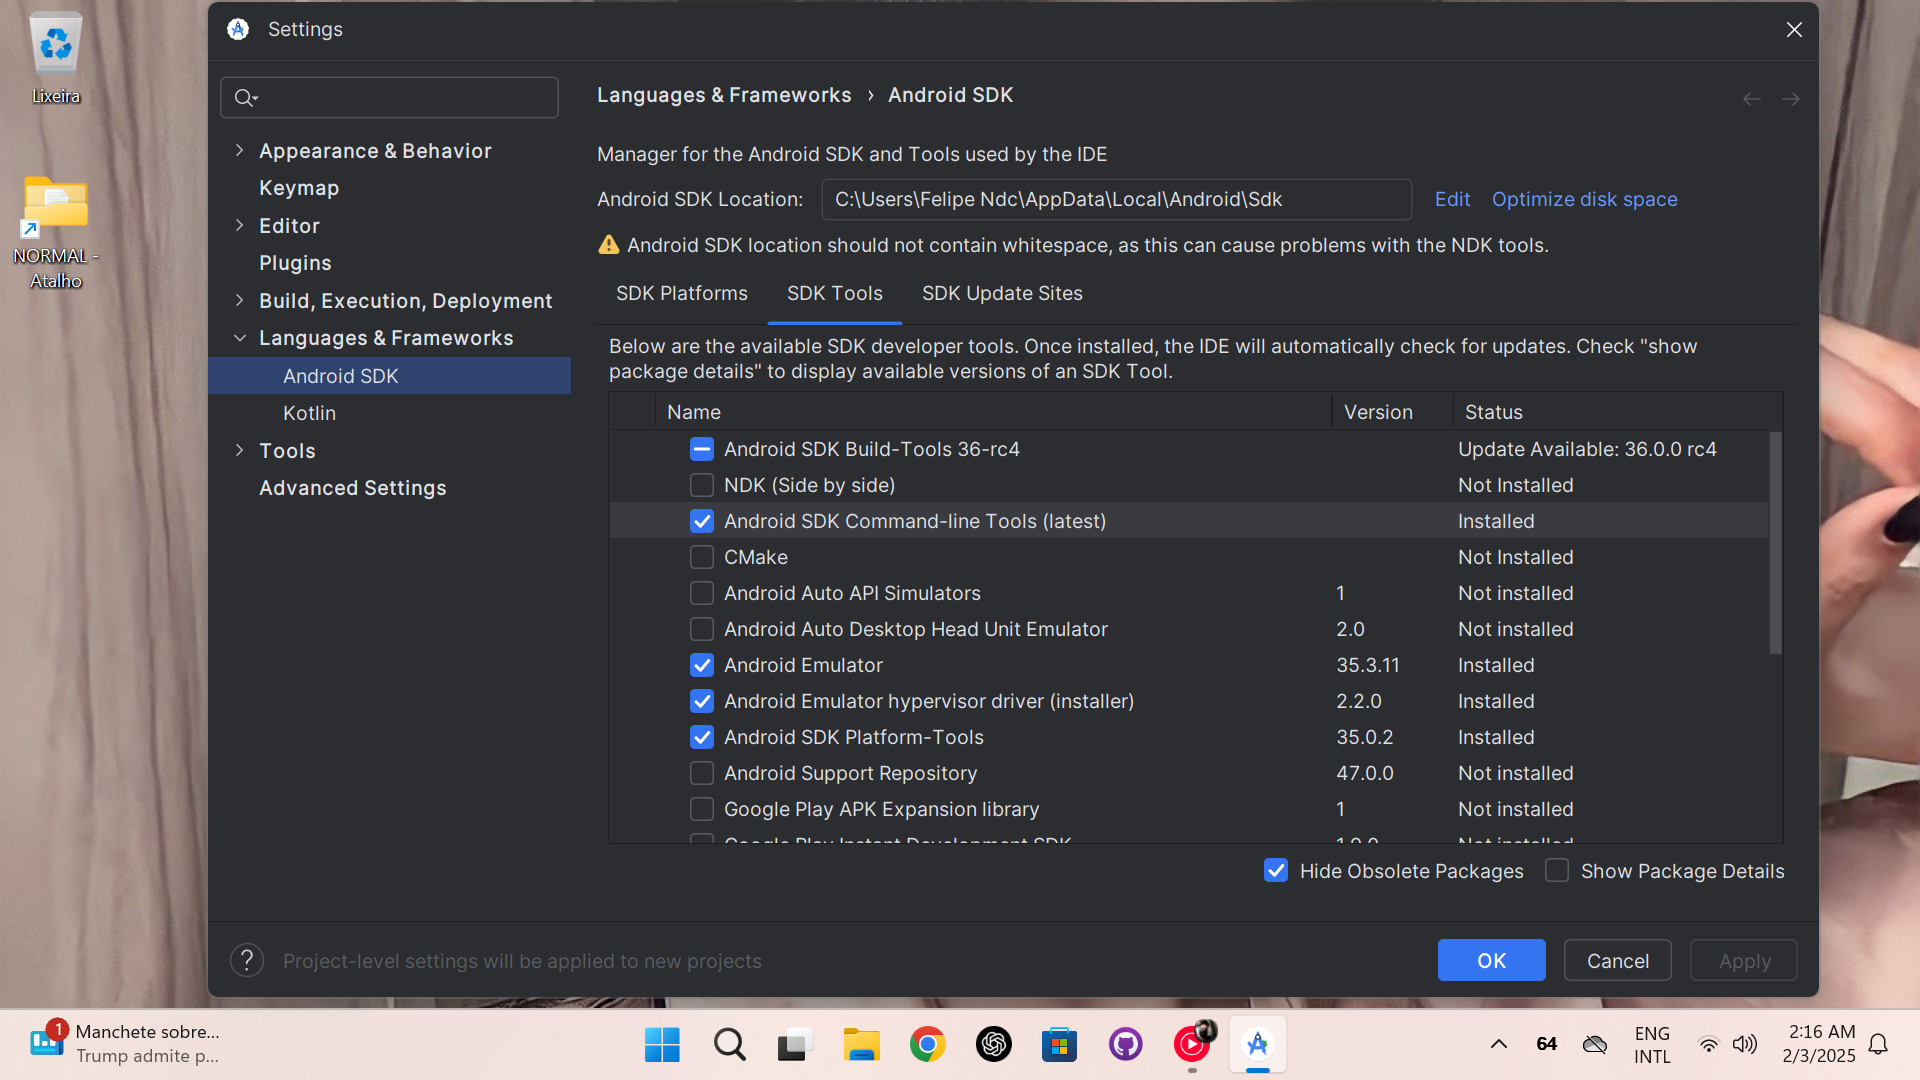 Lixeira
NORMAL -
Atalho
Settings
Appearance & Behavior
Keymap
Editor
Plugins
Build, Execution, Deployment
Languages & Frameworks
Android SDK
Kotlin
Tools
Advanced Settings
Languages & Frameworks › Android SDK
Manager for the Android SDK and Tools used by the IDE
Android SDK Location: C:\Users\Felipe Ndc\AppData\Local\Android\Sdk Edit Optimize disk space
Android SDK location should not contain whitespace, as this can cause problems with the NDK tools.
SDK Platforms SDK Tools SDK Update Sites
Below are the available SDK developer tools. Once installed, the IDE will automatically check for updates. Check "show
package details" to display available versions of an SDK Tool.
Name Version Status
Android SDK Build-Tools 36-rc4 Update Available: 36.0.0 rc4
NDK (Side by side) Not Installed
Android SDK Command-line Tools (latest) Installed
CMake Not Installed
Android Auto API Simulators 1 Not installed
Android Auto Desktop Head Unit Emulator 2.0 Not installed
Android Emulator 35.3.11 Installed
Android Emulator hypervisor driver (installer) 2.2.0 Installed
Android SDK Platform-Tools 35.0.2 Installed
Android Support Repository 47.0.0 Not installed
Google Play APK Expansion library 1 Not installed
Google Play Instant Development SDK 1.9.0 Not installed
Hide Obsolete Packages Show Package Details
? Project-level settings will be applied to new projects
OK Cancel Apply
1 Manchete sobre...
Trump admite p...
64
ENG
INTL
2:16 AM
2/3/2025